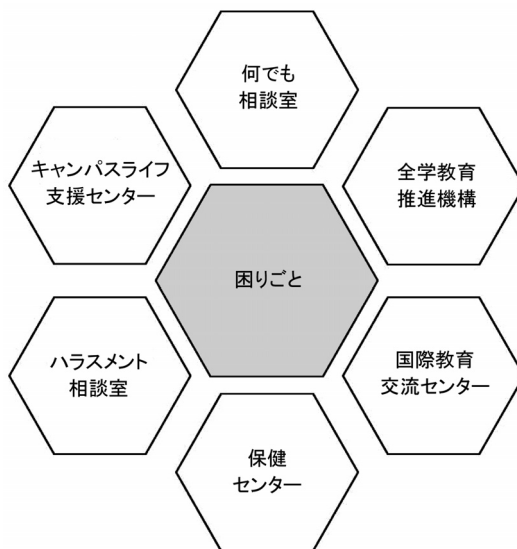 何でも
相談室
キャンパスライフ
支援センター
全学教育
推進機構
困りごと
ハラスメント
相談室
国際教育
交流センター
保健
センター